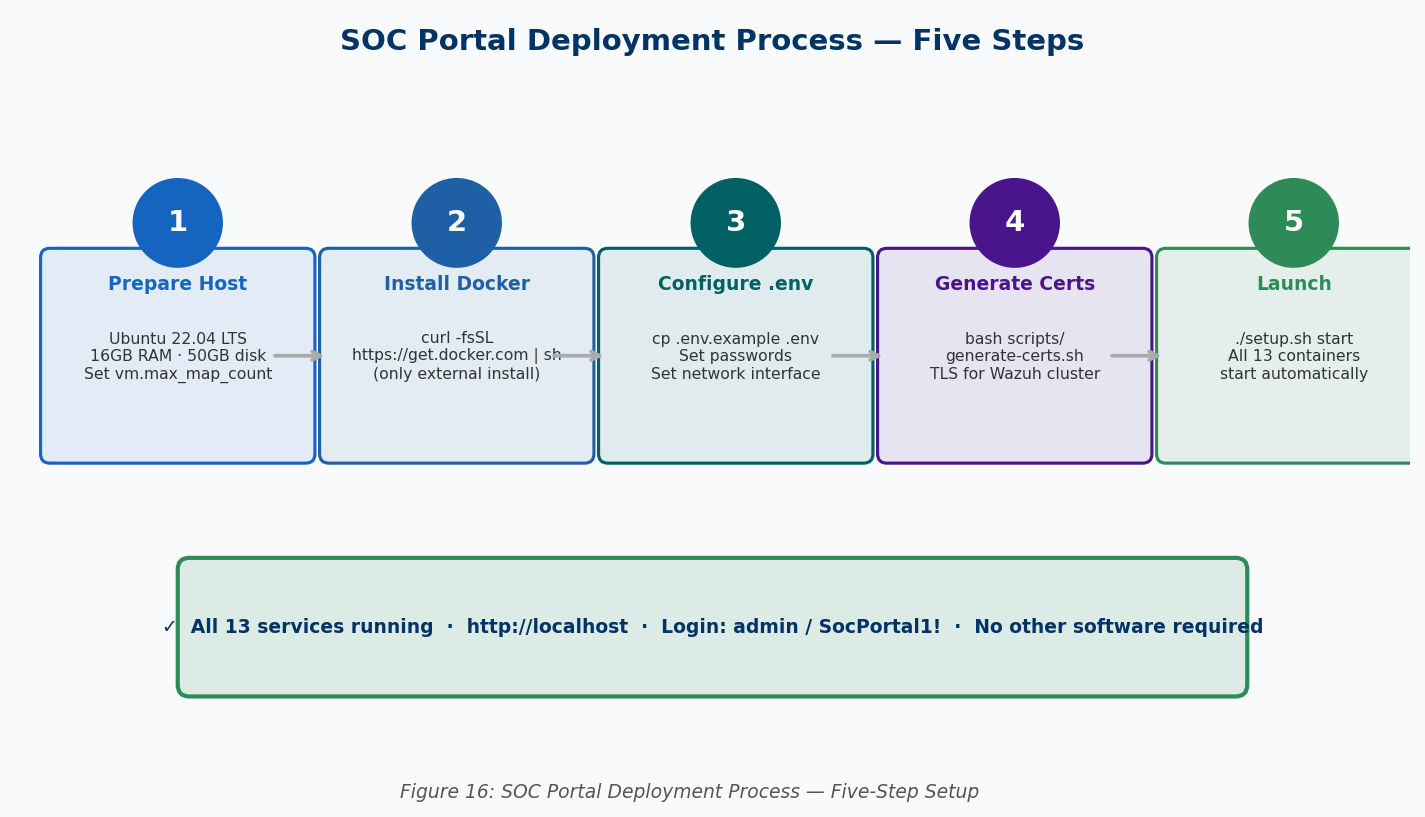 SOC Portal Deployment Process — Five Steps
1
Prepare Host
Ubuntu 22.04 LTS
16GB RAM · 50GB disk
Set vm.max_map_count
2
Install Docker
curl -fsSL
https://get.docker.com | sh
(only external install)
3
Configure .env
cp .env.example .env
Set passwords
Set network interface
4
Generate Certs
bash scripts/
generate-certs.sh
TLS for Wazuh cluster
5
Launch
./setup.sh start
All 13 containers
start automatically
✓ All 13 services running · http://localhost · Login: admin / SocPortal1! · No other software required
Figure 16: SOC Portal Deployment Process — Five-Step Setup